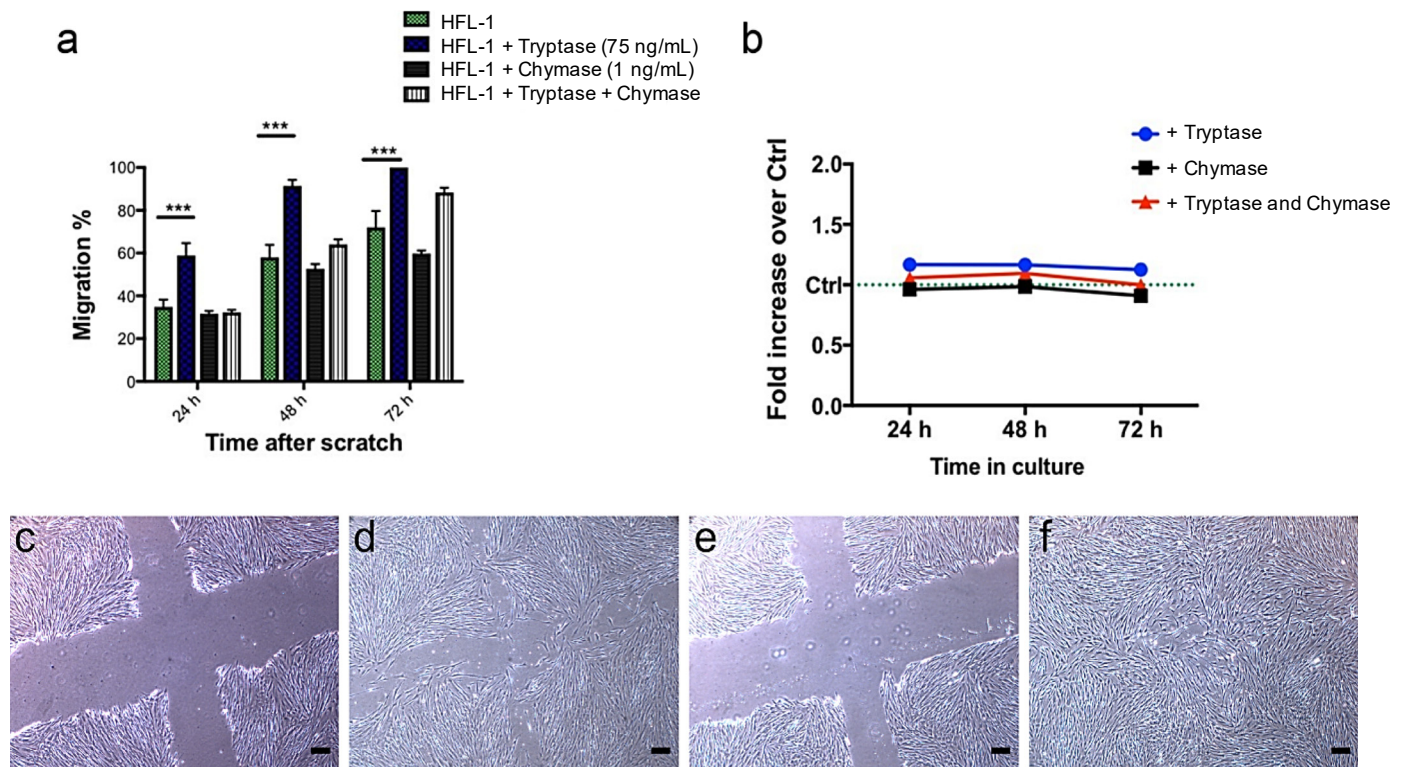 a
HFL-1
HFL-1 + Tryptase (75 ng/mL)
HFL-1 + Chymase (1 ng/mL)
HFL-1 + Tryptase + Chymase
***
***
***
100
80
60
40
20
0
Migration %
24 h
48 h
72 h
Time after scratch
b
+ Tryptase
+ Chymase
+ Tryptase and Chymase
2.0
1.5
Ctrl
0.5
0.0
Fold increase over Ctrl
24 h
48 h
72 h
Time in culture
c
d
e
f